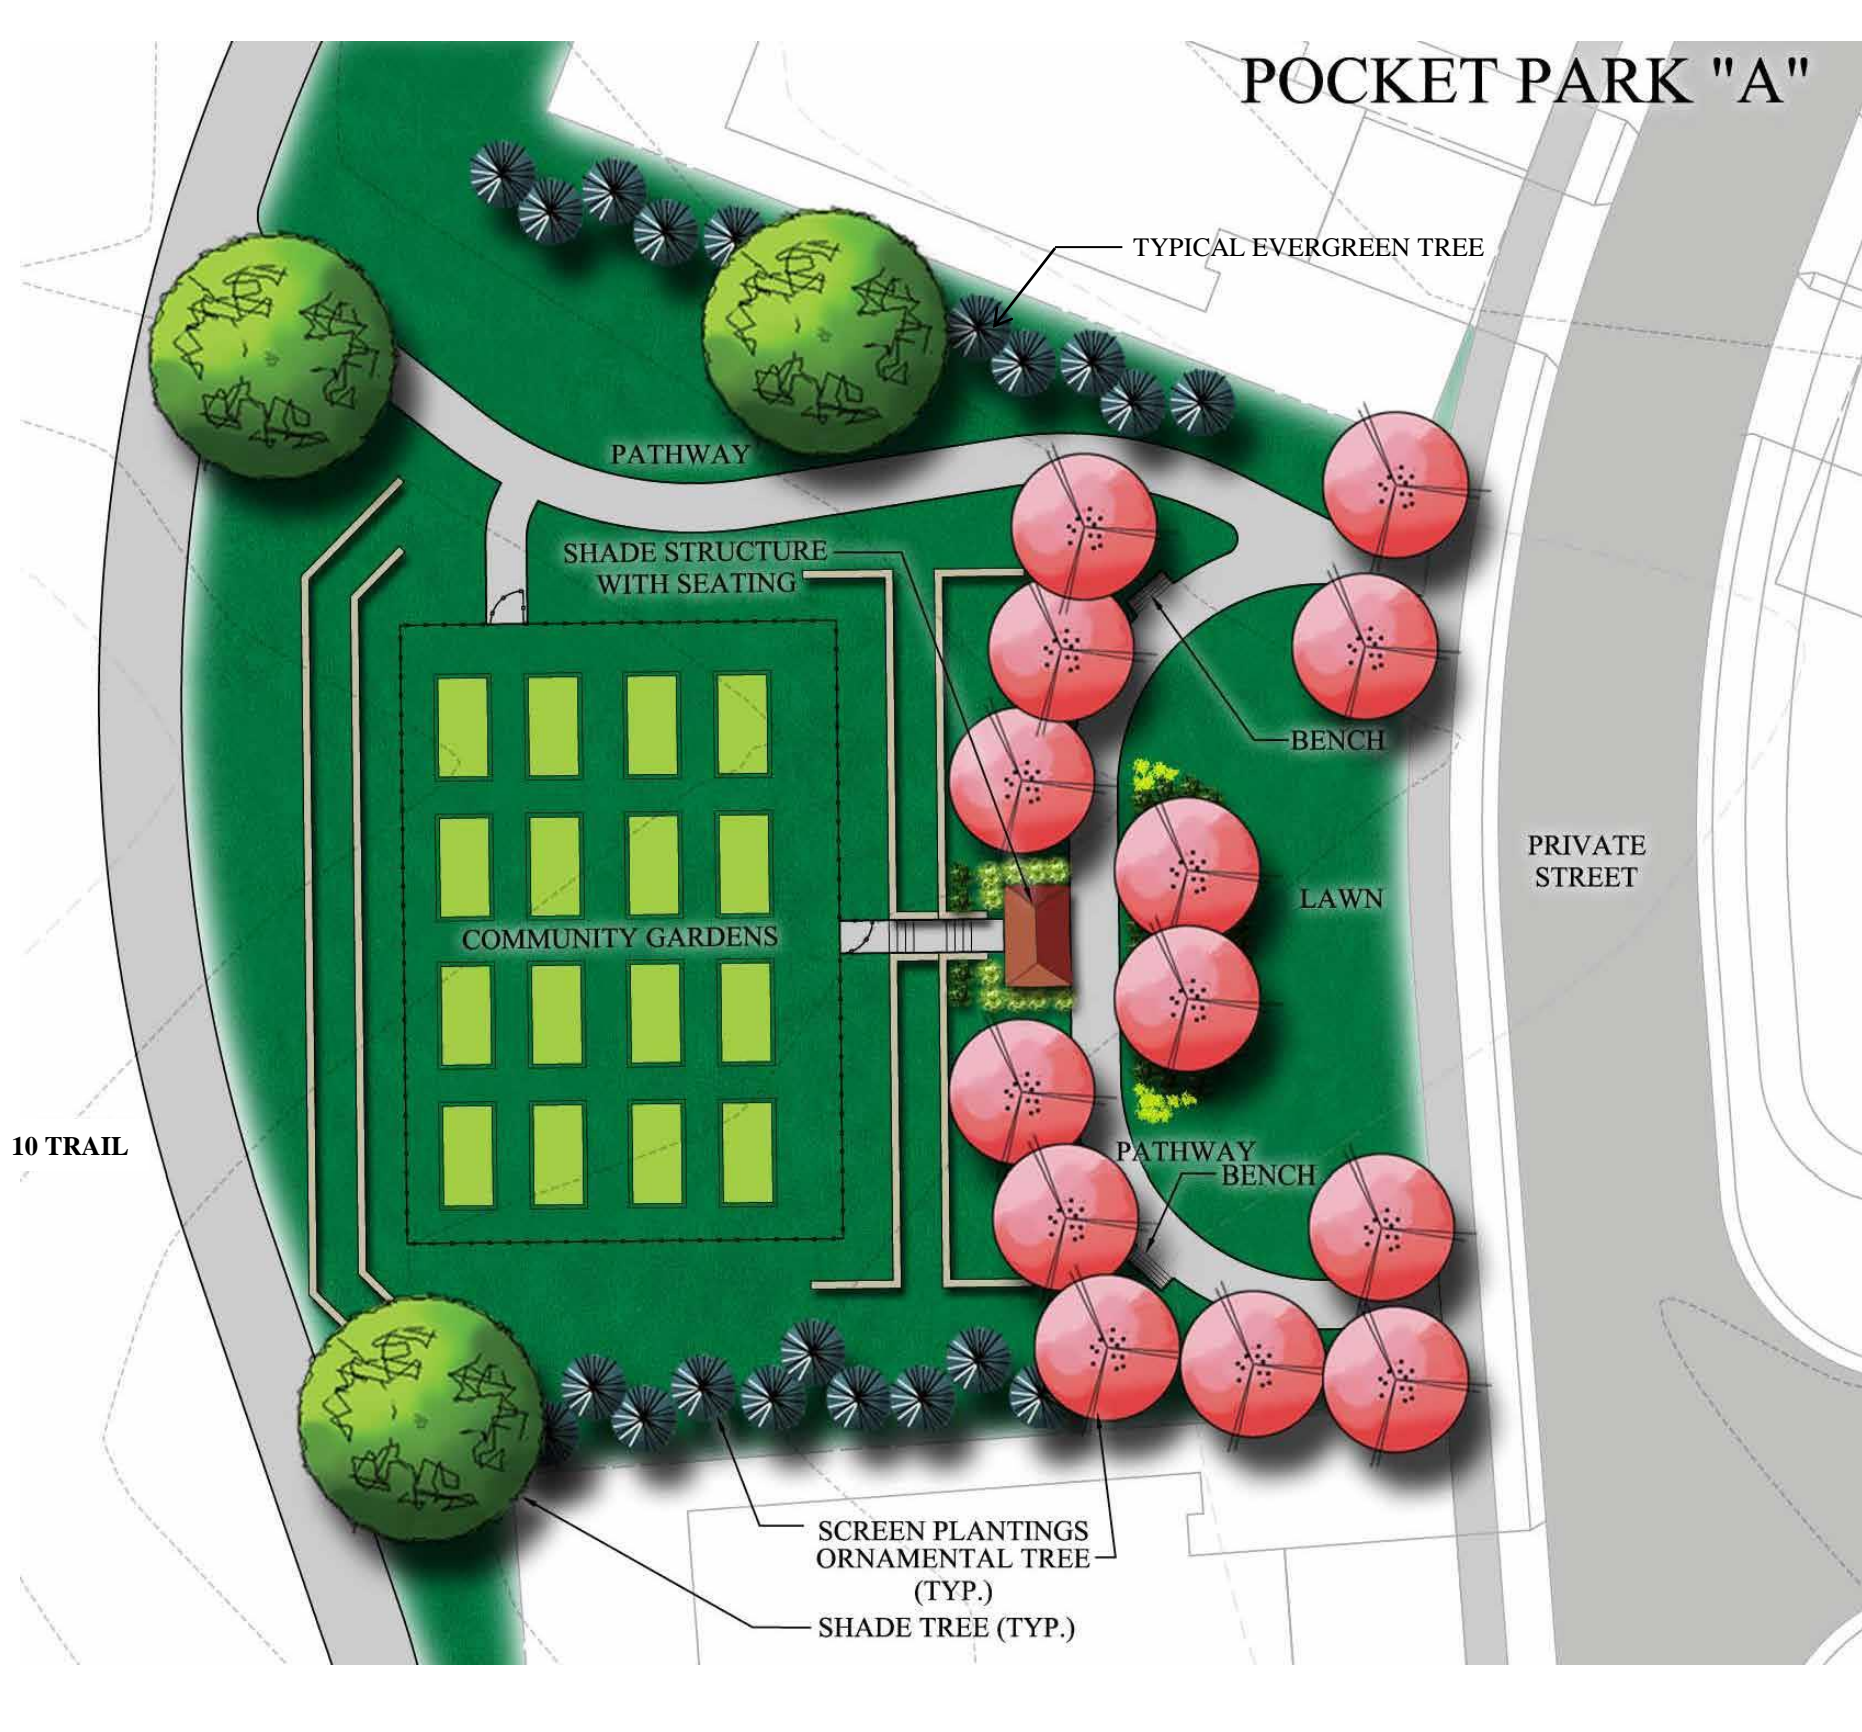 POCKET PARK "A"
TYPICAL EVERGREEN TREE
PATHWAY
SHADE STRUCTURE
WITH SEATING
BENCH
PRIVATE
STREET
LAWN
COMMUNITY GARDENS
10 TRAIL
PATHWAY
BENCH
SCREEN PLANTINGS
ORNAMENTAL TREE
(TYP.)
SHADE TREE (TYP.)